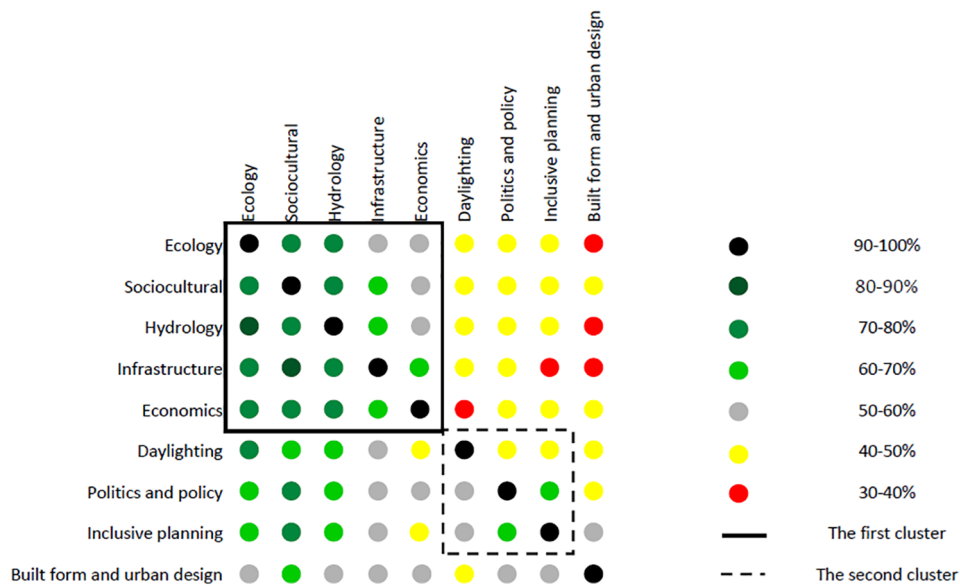 Ecology
Sociocultural
Hydrology
Infrastructure
Economics
Daylighting
Politics and policy
Inclusive planning
Built form and urban design
Ecology
90-100%
Sociocultural
80-90%
Hydrology
70-80%
Infrastructure
60-70%
Economics
50-60%
Daylighting
40-50%
Politics and policy
30-40%
Inclusive planning
The first cluster
Built form and urban design
The second cluster